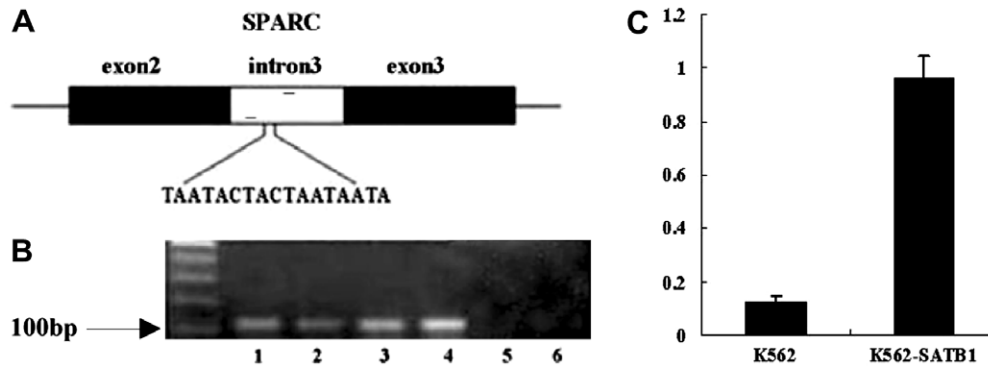 A
SPARC
exon2 intron3 exon3
TAATACTACTAATAATA
B
100bp
1 2 3 4 5 6
C
1.2
1
0.8
0.6
0.4
0.2
0
K562 K562-SATB1